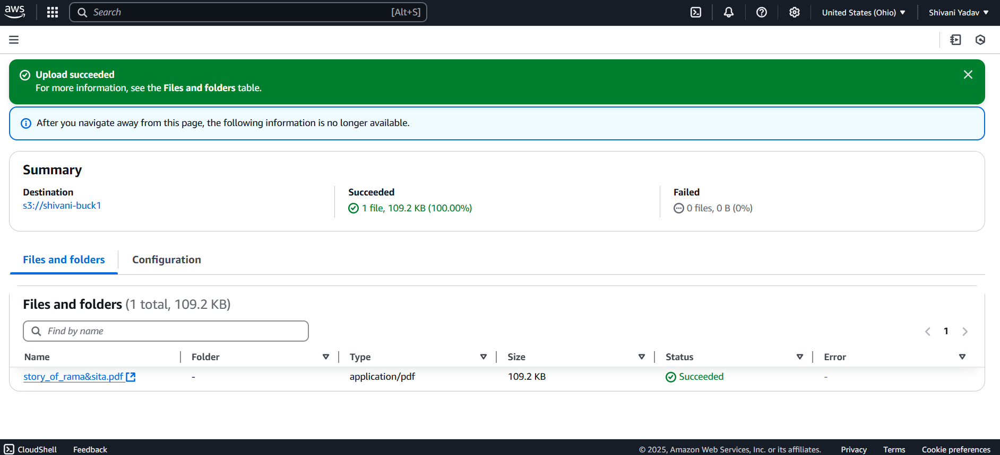 aws
Search [Alt+S] United States (Ohio) Shivani Yadav
Upload succeeded
For more information, see the Files and folders table.
After you navigate away from this page, the following information is no longer available.
Summary
Destination Succeeded Failed
s3://shivani-buck1 1 file, 109.2 KB (100.00%) 0 files, 0 B (0%)
Files and folders Configuration
Files and folders (1 total, 109.2 KB)
Find by name 1
Name Folder Type Size Status Error
story_of_rama&sita.pdf - application/pdf 109.2 KB Succeeded -
CloudShell Feedback © 2025, Amazon Web Services, Inc. or its affiliates. Privacy Terms Cookie preferences